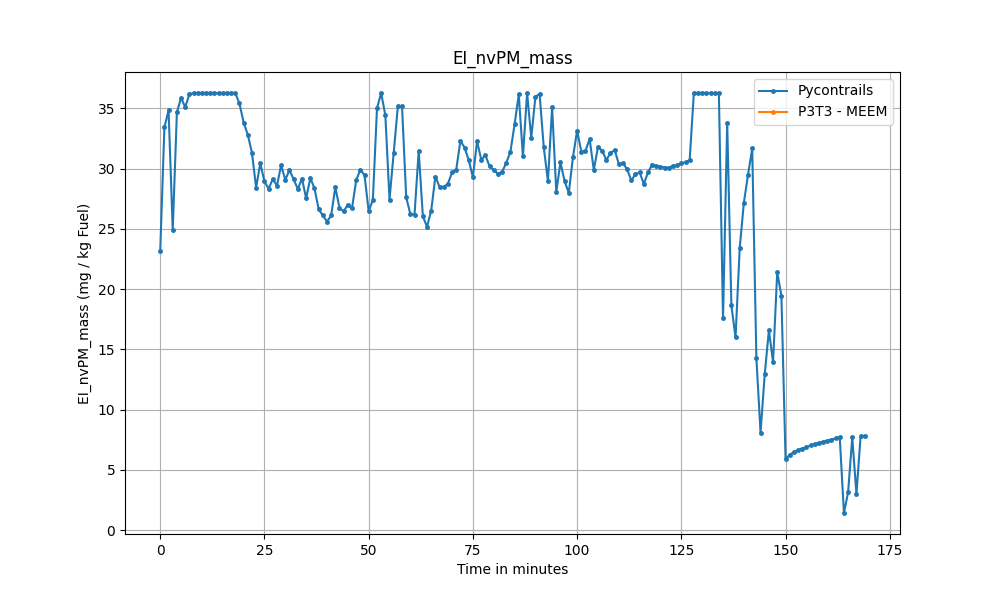 EI_nvPM_mass
Pycontrails
P3T3 - MEEM
EI_nvPM_mass (mg / kg Fuel)
35
30
25
20
15
10
5
0
0 25 50 75 100 125 150 175
Time in minutes